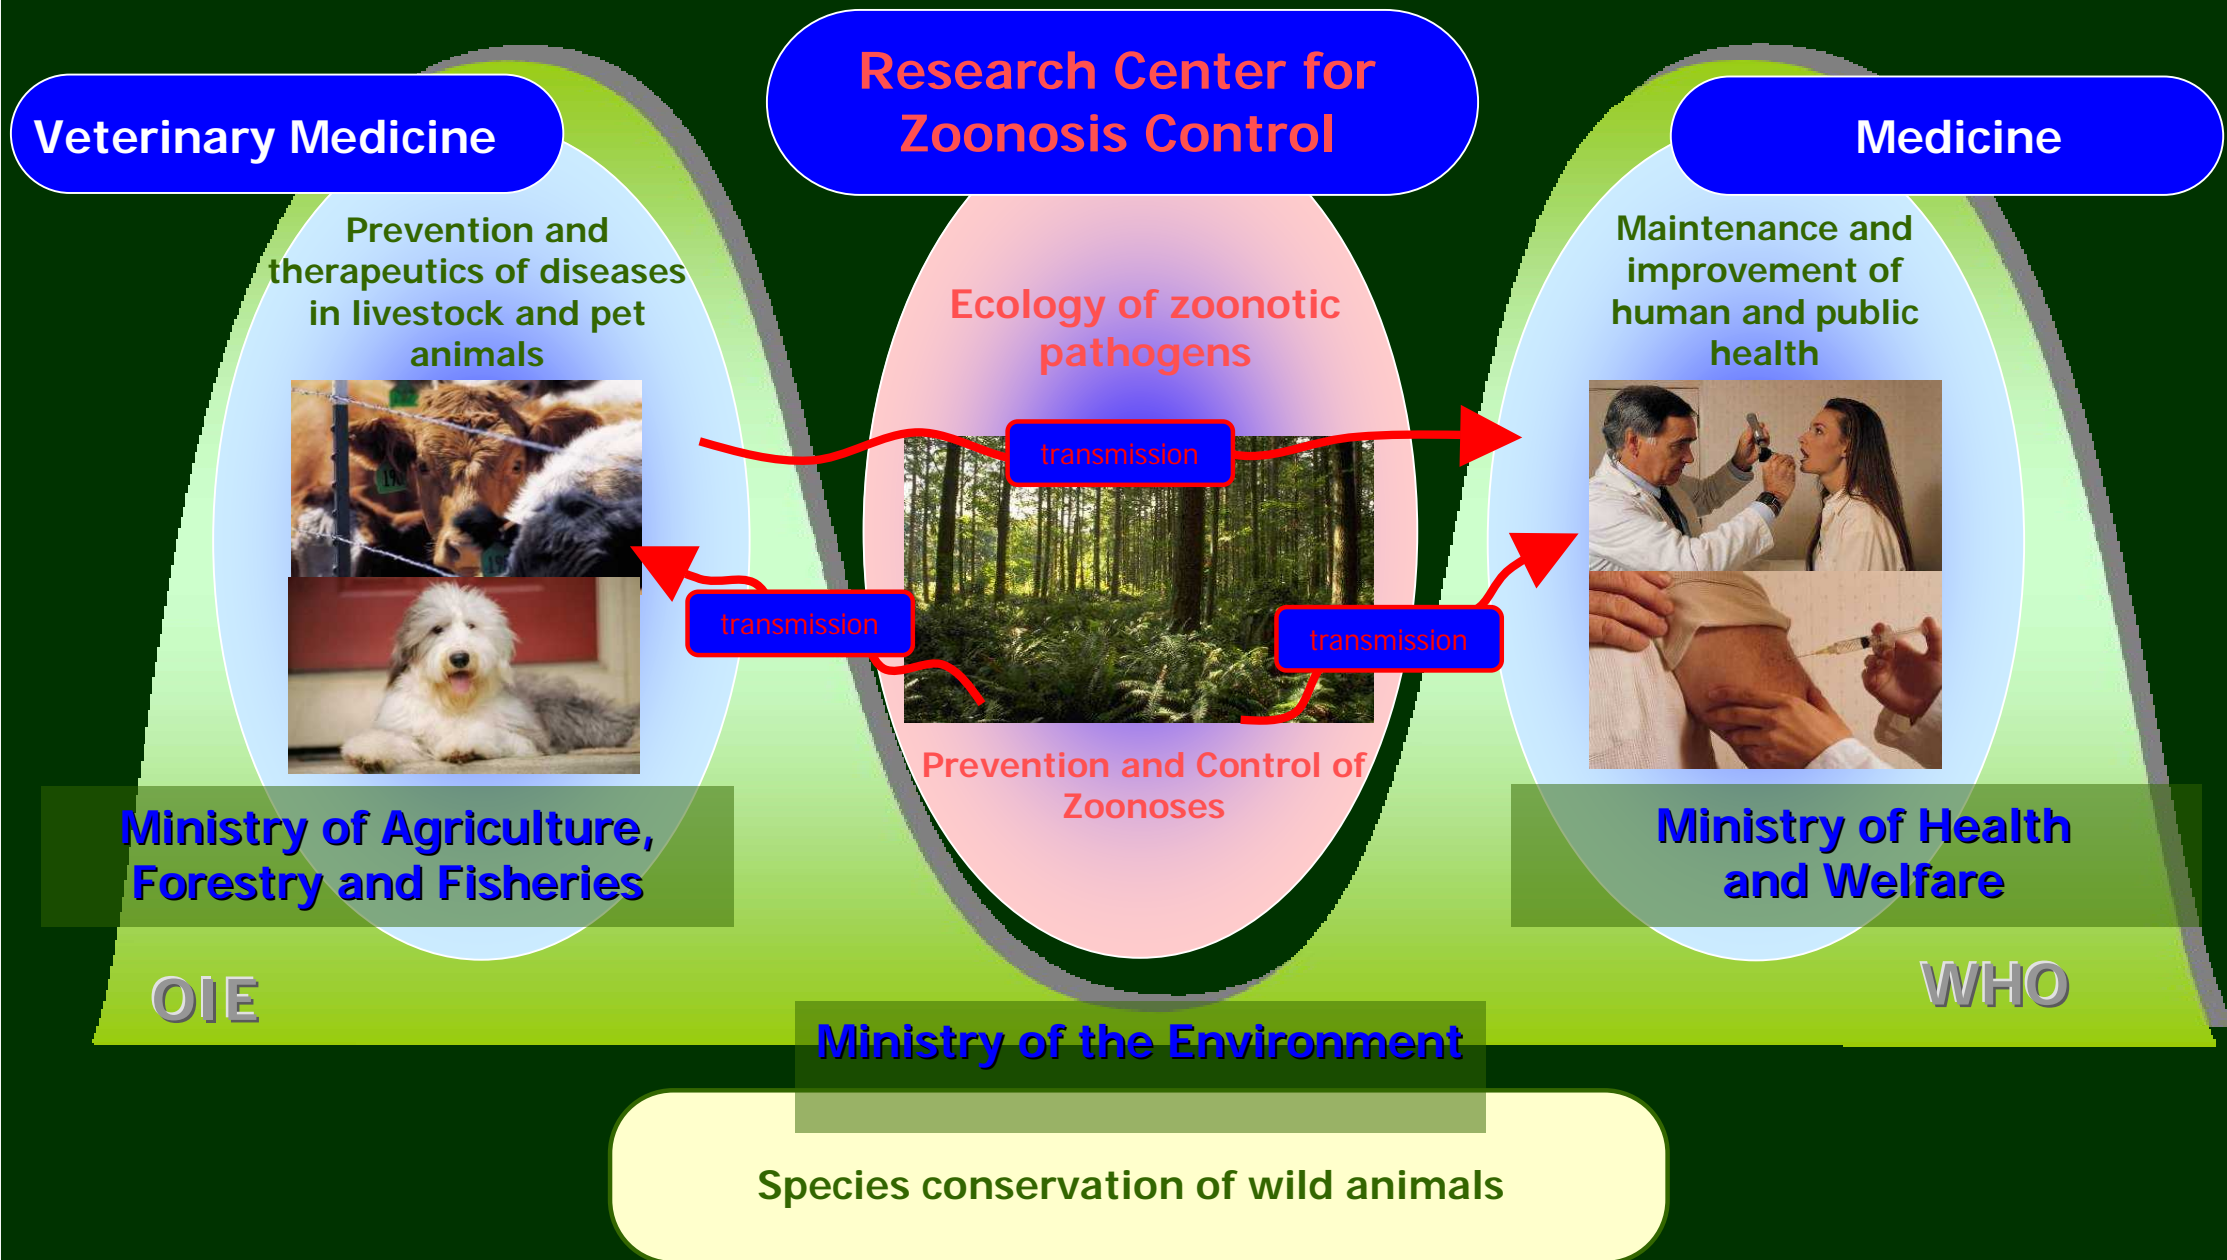 Research Center for
Zoonosis Control
Veterinary Medicine
Medicine
Prevention and
therapeutics of diseases
in livestock and pet
animals
Ecology of zoonotic
pathogens
Maintenance and
improvement of
human and public
health
transmission
transmission
transmission
Prevention and Control of
Zoonoses
Ministry of Agriculture,
Forestry and Fisheries
Ministry of Health
and Welfare
OIE
WHO
Ministry of the Environment
Species conservation of wild animals